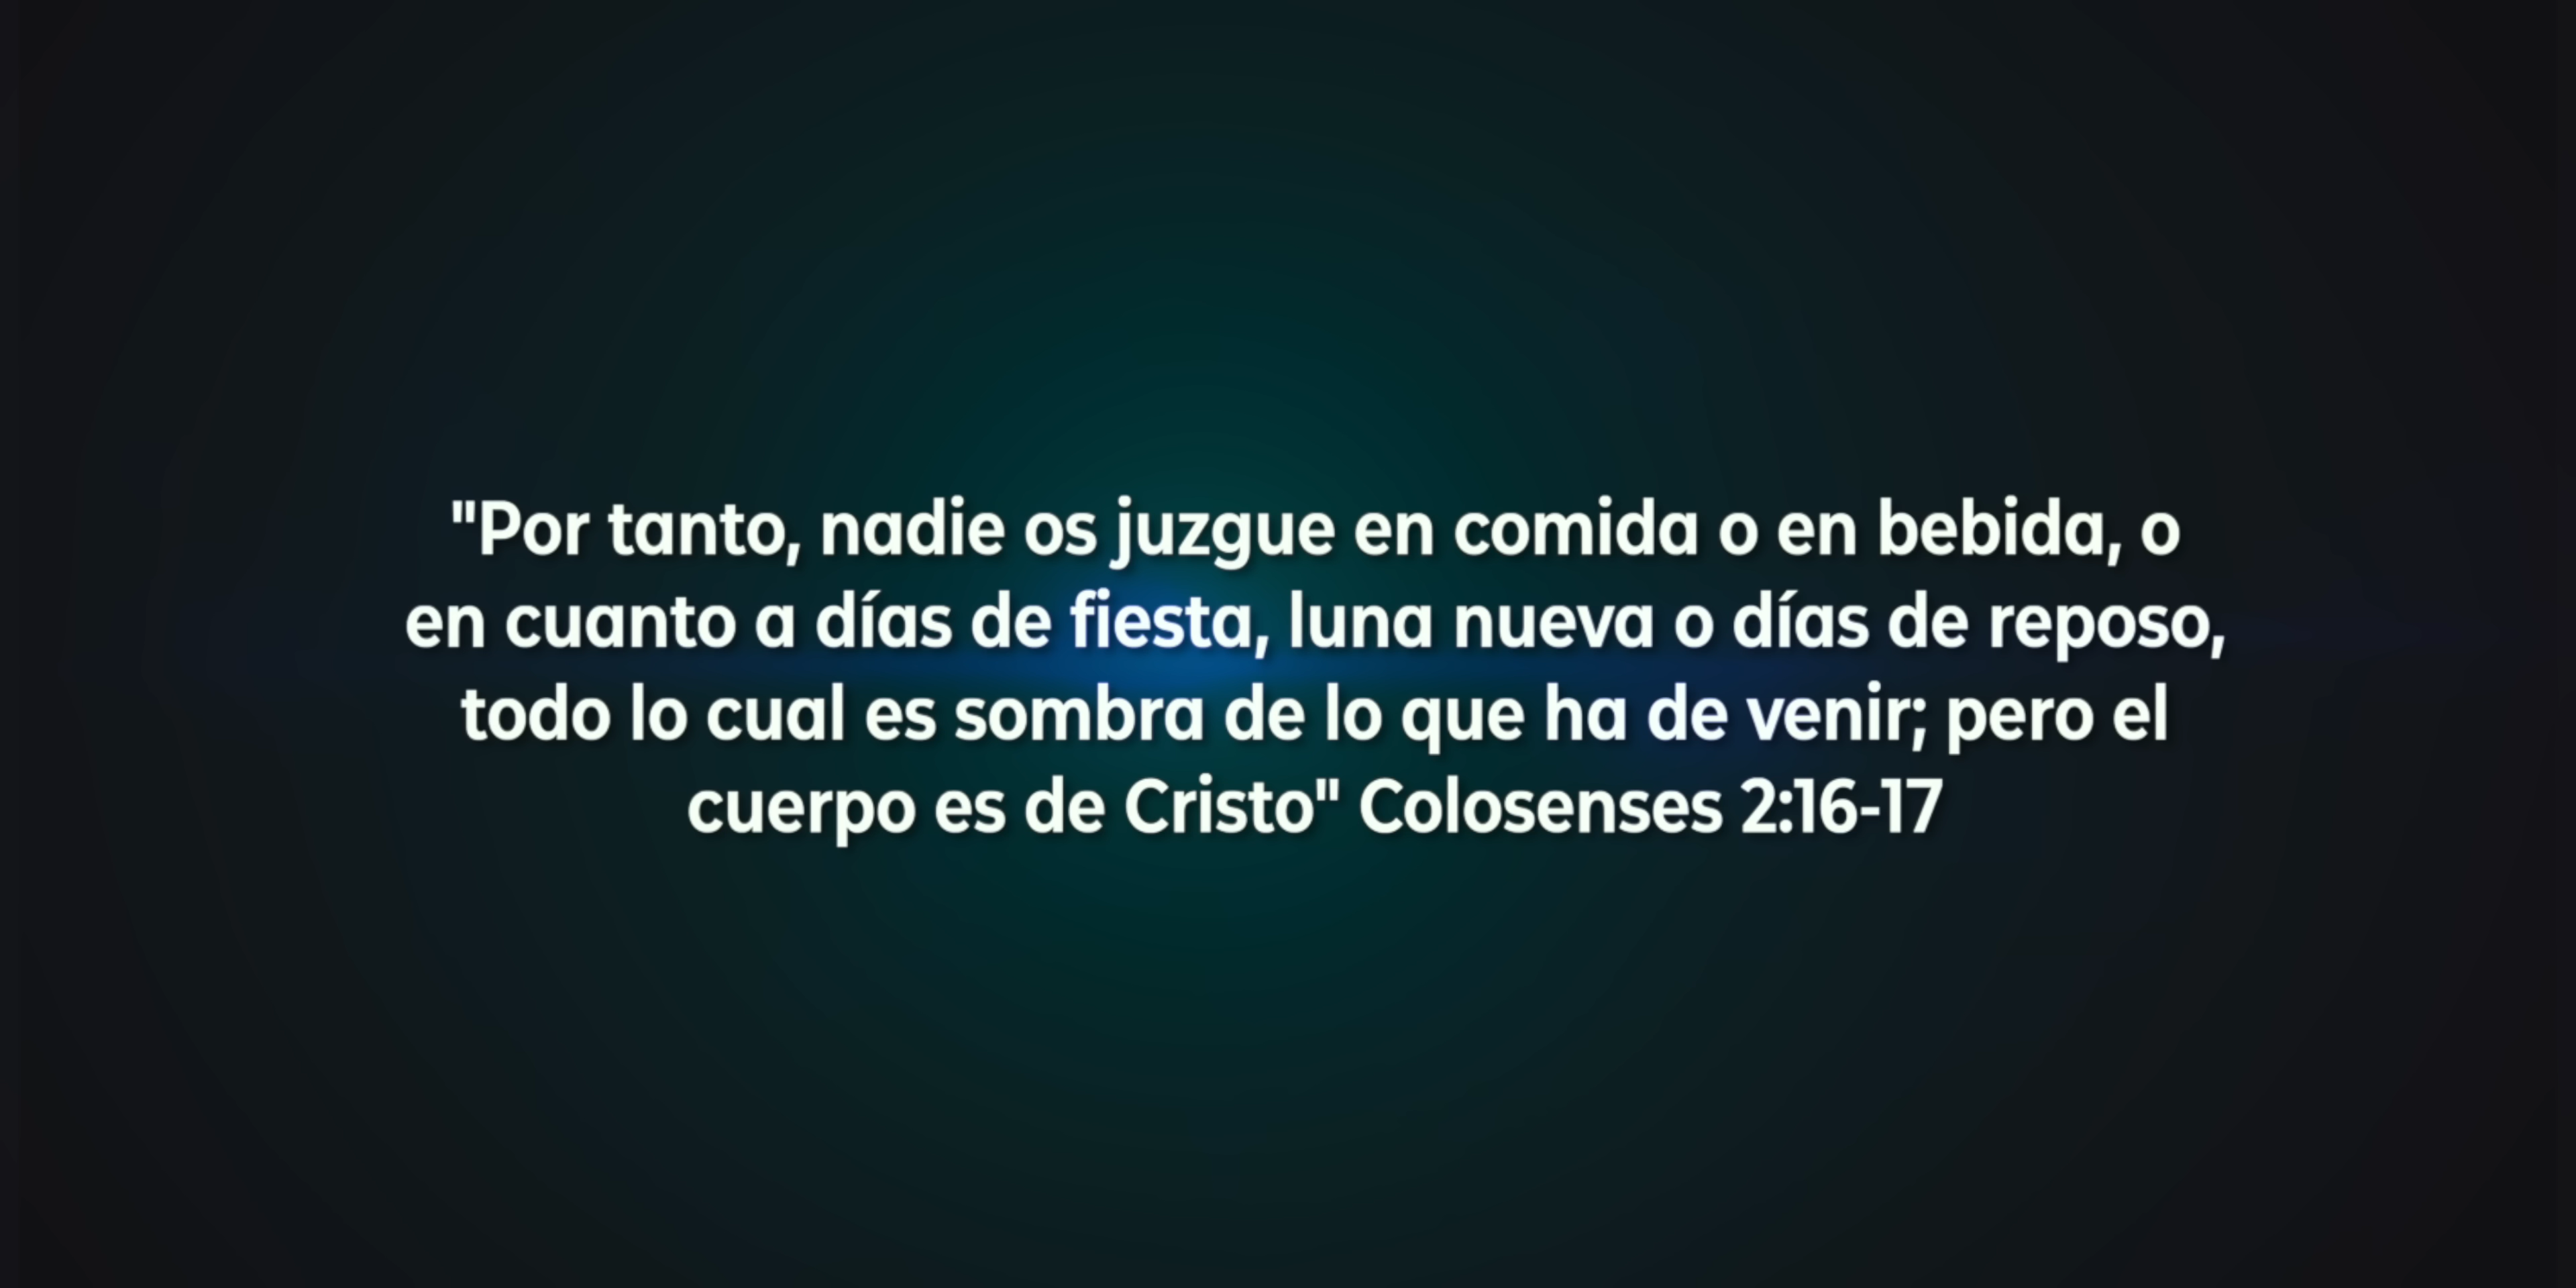 "Por tanto, nadie os juzgue en comida o en bebida, o
en cuanto a días de fiesta, luna nueva o días de reposo,
todo lo cual es sombra de lo que ha de venir; pero el
cuerpo es de Cristo" Colosenses 2:16-17